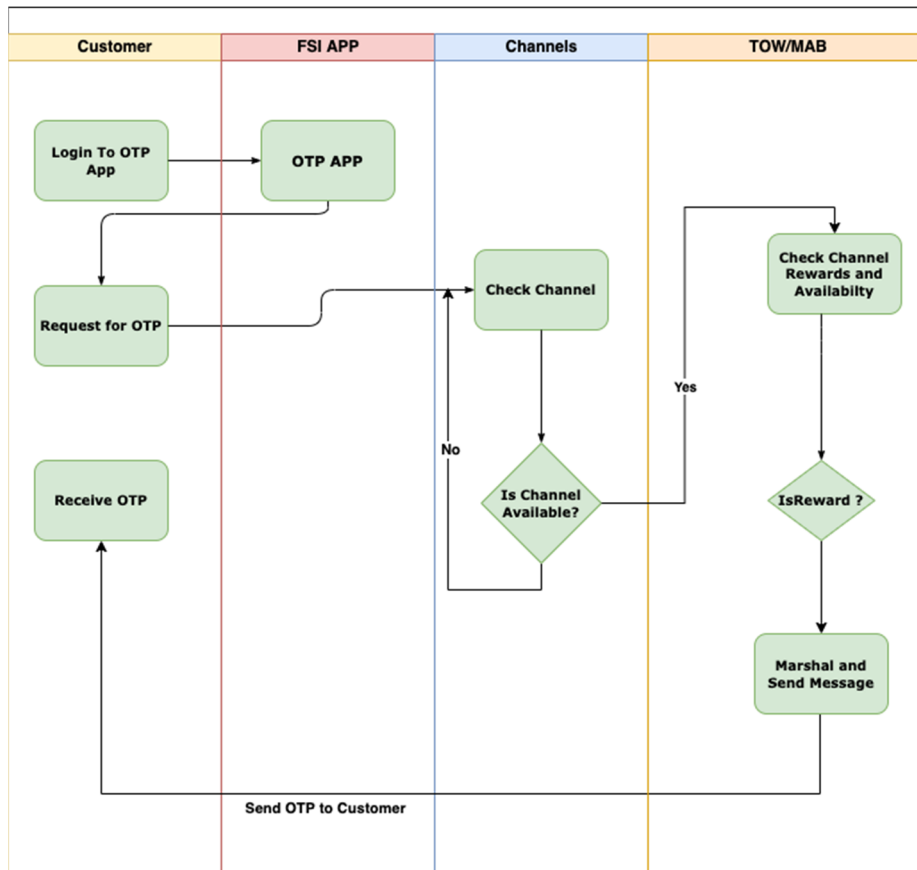 Customer
FSI APP
Channels
TOW/MAB
Login To OTP
App
OTP APP
Check Channel
Rewards and
Availabilty
Check Channel
Request for OTP
Yes
No
Is Channel
Available?
IsReward ?
Receive OTP
Marshal and
Send Message
Send OTP to Customer